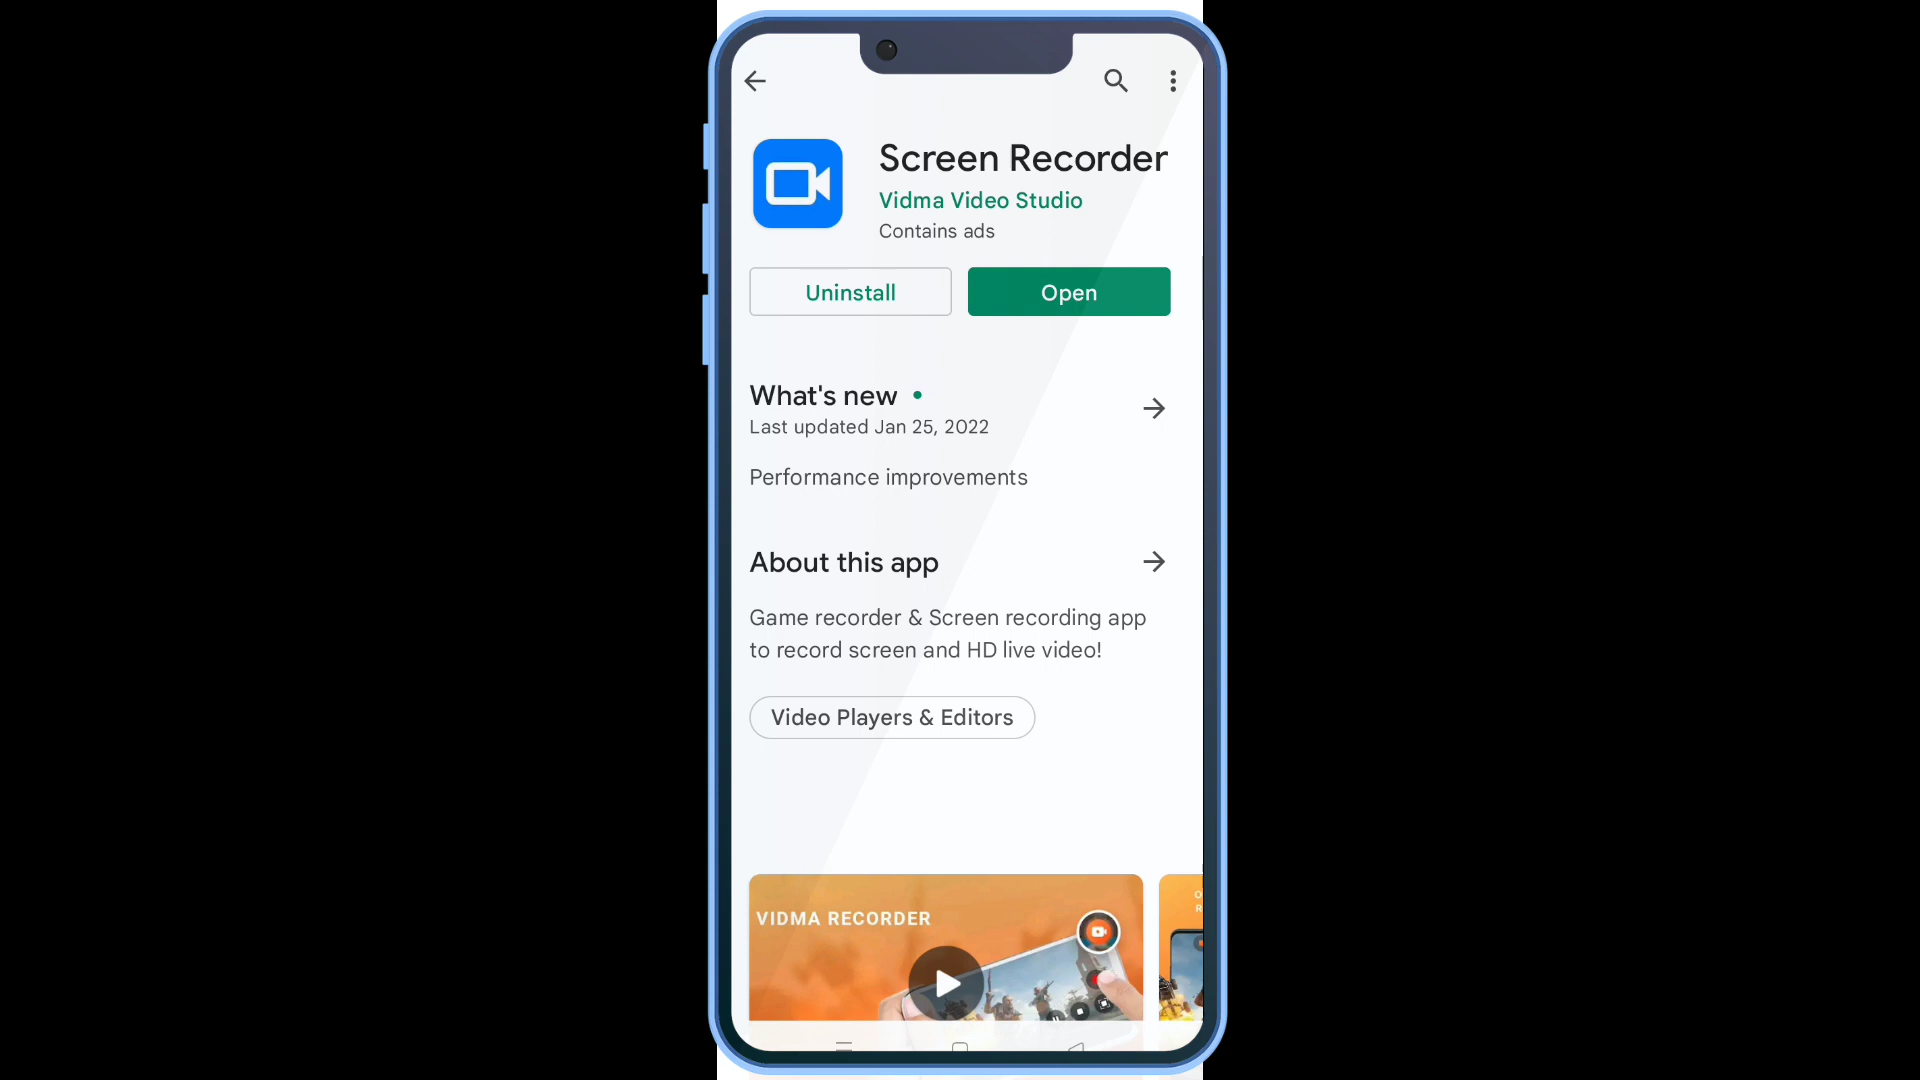 Screen Recorder
Vidma Video Studio
Contains ads
Uninstall
Open
What's new
Last updated Jan 25, 2022
Performance improvements
About this app
Game recorder & Screen recording app
to record screen and HD live video!
Video Players & Editors
VIDMA RECORDER